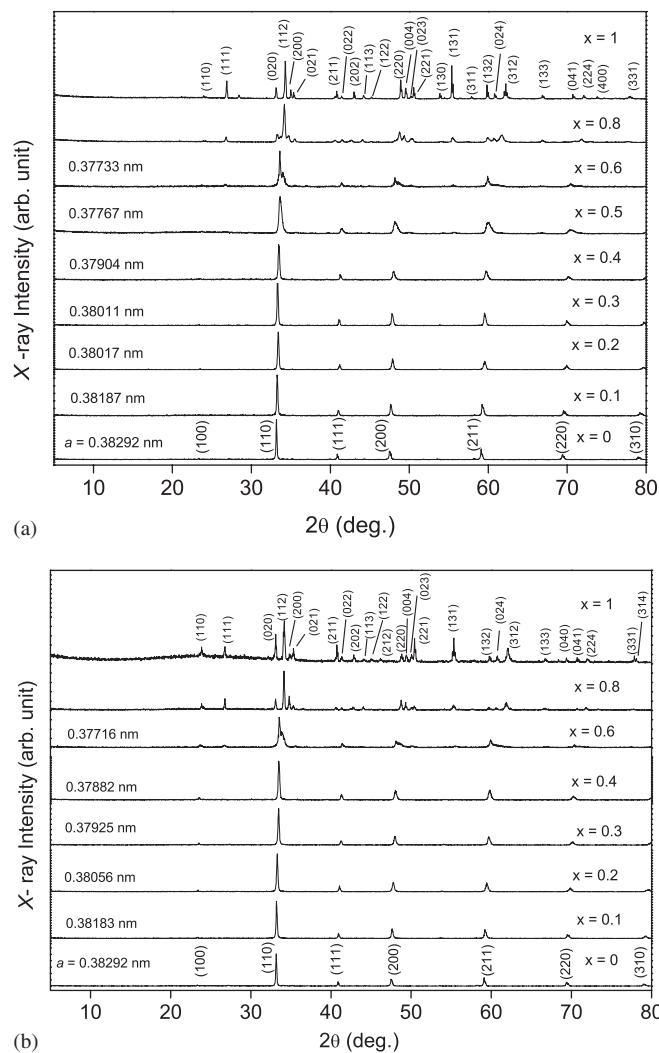 (110)
(111)
(020)
(112)
(200)
(021)
(211)
(022)
(202)
(113)
(122)
(220)
(004)
(023)
(221)
(130)
(131)
(311)
(132)
(024)
(312)
(133)
(041)
(224)
(400)
(331)
x = 1
x = 0.8
0.37733 nm
x = 0.6
0.37767 nm
x = 0.5
0.37904 nm
x = 0.4
0.38011 nm
x = 0.3
0.38017 nm
x = 0.2
0.38187 nm
x = 0.1
a = 0.38292 nm
(100)
(110)
(111)
(200)
(211)
(220)
(310)
x = 0
X -ray Intensity (arb. unit)
10 20 30 40 50 60 70 80
2θ (deg.)
(a)
(110)
(111)
(020)
(112)
(200)
(021)
(211)
(022)
(202)
(113)
(122)
(212)
(220)
(004)
(023)
(221)
(131)
(132)
(024)
(312)
(133)
(040)
(041)
(224)
(331)
(314)
x = 1
x = 0.8
0.37716 nm
x = 0.6
0.37882 nm
x = 0.4
0.37925 nm
x = 0.3
0.38056 nm
x = 0.2
0.38183 nm
x = 0.1
a = 0.38292 nm
(100)
(110)
(111)
(200)
(211)
(220)
(310)
x = 0
X- ray Intensity (arb. unit)
10 20 30 40 50 60 70 80
2θ (deg.)
(b)